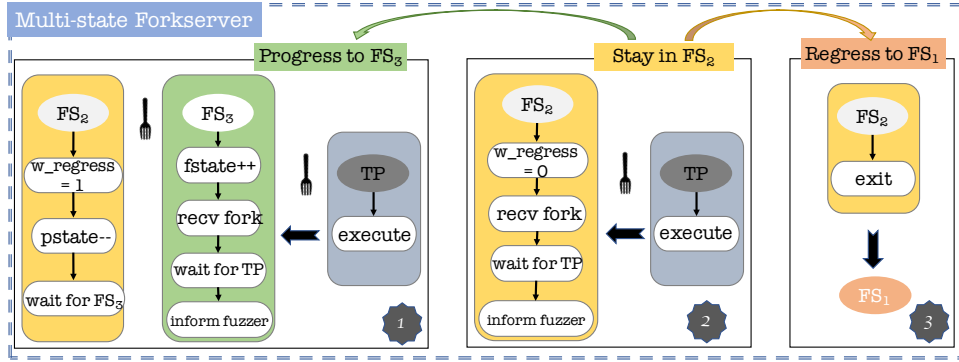 Multi-state Forkserver
Progress to FS₃
Stay in FS₂
Regress to FS₁
FS₂
w_regress
= 1
pstate--
wait for FS₃
FS₃
fstate++
recv fork
wait for TP
inform fuzzer
TP
execute
1
FS₂
w_regress
= 0
recv fork
wait for TP
inform fuzzer
TP
execute
2
FS₂
exit
FS₁
3